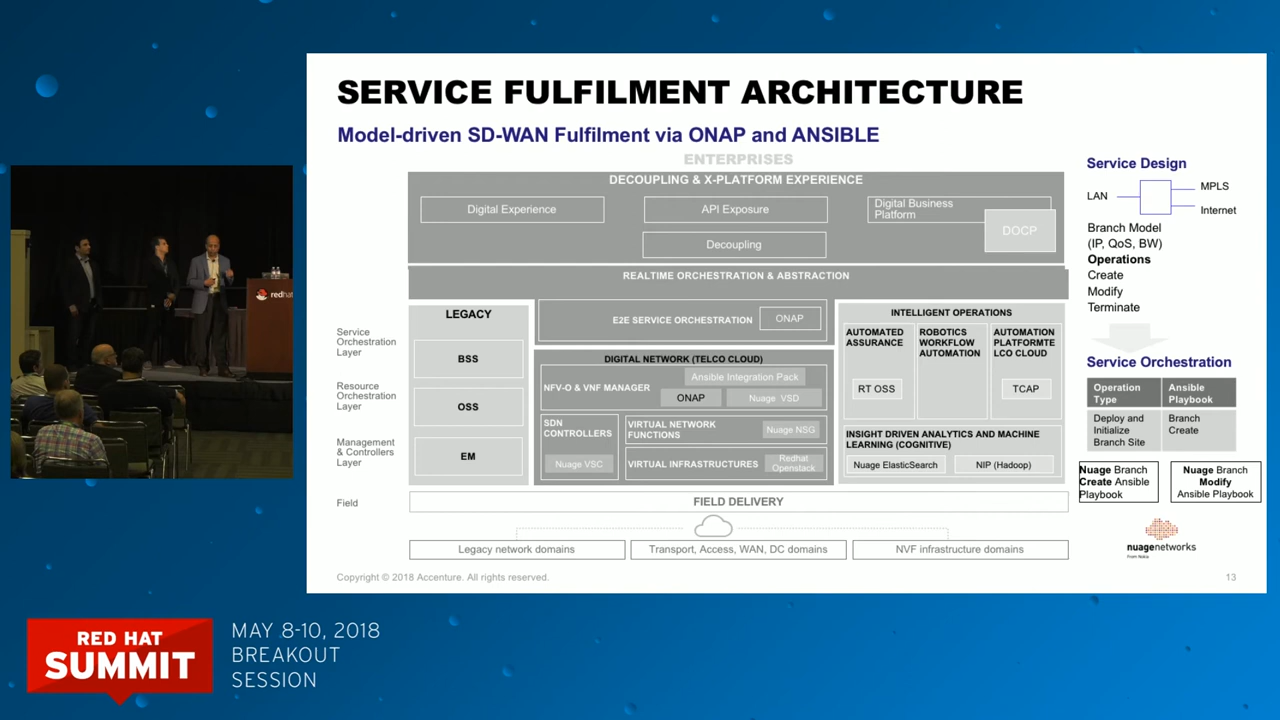 SERVICE FULFILMENT ARCHITECTURE
Model-driven SD-WAN Fulfilment via ONAP and ANSIBLE
ENTERPRISES
DECOUPLING & X-PLATFORM EXPERIENCE
Digital Experience
API Exposure
Digital Business
Platform
DOCP
Decoupling
REALTIME ORCHESTRATION & ABSTRACTION
Service
Orchestration
Layer
Resource
Orchestration
Layer
Management
& Controllers
Layer
Field
LEGACY
BSS
OSS
EM
E2E SERVICE ORCHESTRATION
ONAP
DIGITAL NETWORK (TELCO CLOUD)
NFV-O & VNF MANAGER
Ansible Integration Pack
ONAP
Nuage VSD
SDN
CONTROLLERS
Nuage VSC
VIRTUAL NETWORK
FUNCTIONS
Nuage NSG
VIRTUAL INFRASTRUCTURES
Redhat
Openstack
INTELLIGENT OPERATIONS
AUTOMATED
ASSURANCE
RT OSS
ROBOTICS
WORKFLOW
AUTOMATION
AUTOMATION
PLATFORMTE
LCO CLOUD
TCAP
INSIGHT DRIVEN ANALYTICS AND MACHINE
LEARNING (COGNITIVE)
Nuage ElasticSearch
NIP (Hadoop)
FIELD DELIVERY
Legacy network domains
Transport, Access, WAN, DC domains
NVF infrastructure domains
Service Design
LAN
MPLS
Internet
Branch Model
(IP, QoS, BW)
Operations
Create
Modify
Terminate
Service Orchestration
Operation
Type
Ansible
Playbook
Deploy and
Initialize
Branch Site
Branch
Create
Nuage Branch
Create Ansible
Playbook
Nuage Branch
Modify
Ansible Playbook
nuagenetworks
From Nokia
Copyright © 2018 Accenture. All rights reserved.
13
redhat
RED HAT
SUMMIT
MAY 8-10, 2018
BREAKOUT
SESSION